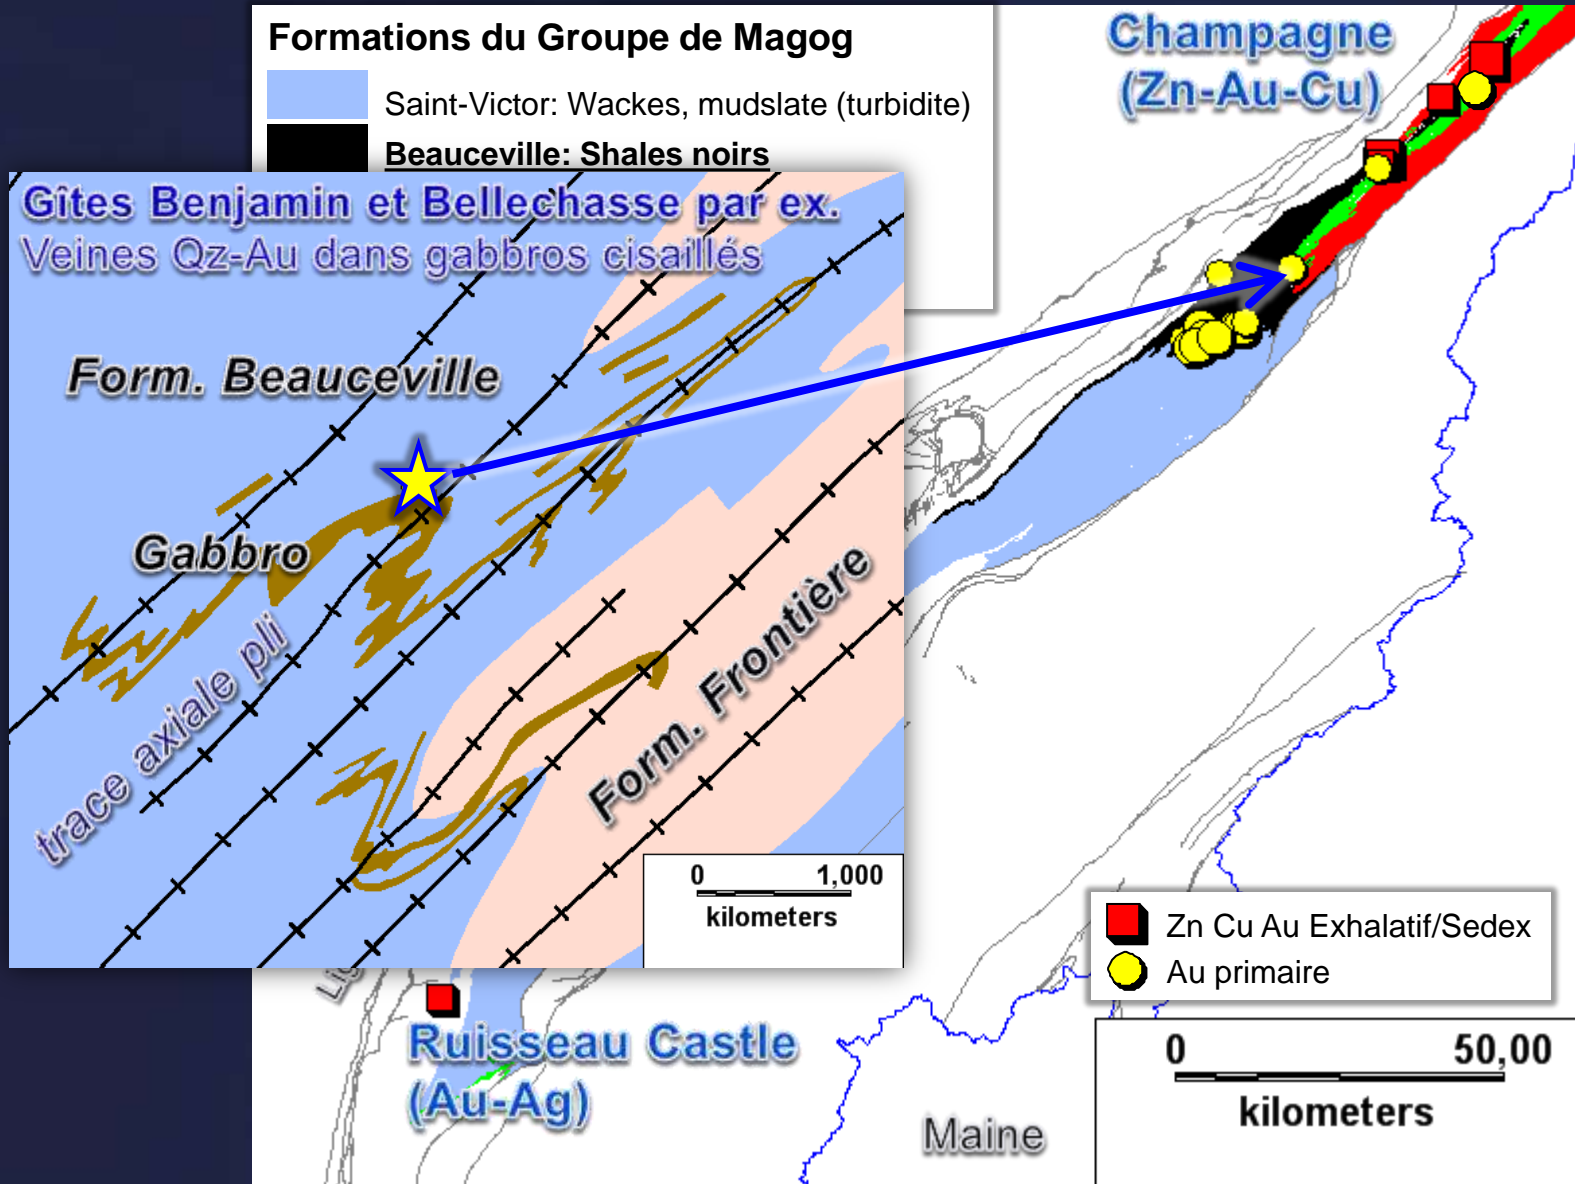 Formations du Groupe de Magog
Saint-Victor: Wackes, mudslate (turbidite)
Beauceville: Shales noirs
Champagne
(Zn-Au-Cu)
Gîtes Benjamin et Bellechasse par ex.
Veines Qz-Au dans gabbros cisaillés
Form. Beauceville
Gabbro
trace axiale pli
Form. Frontière
0 1,000
kilometers
Zn Cu Au Exhalatif/Sedex
Au primaire
Ruisseau Castle
(Au-Ag)
Maine
0 50,00
kilometers